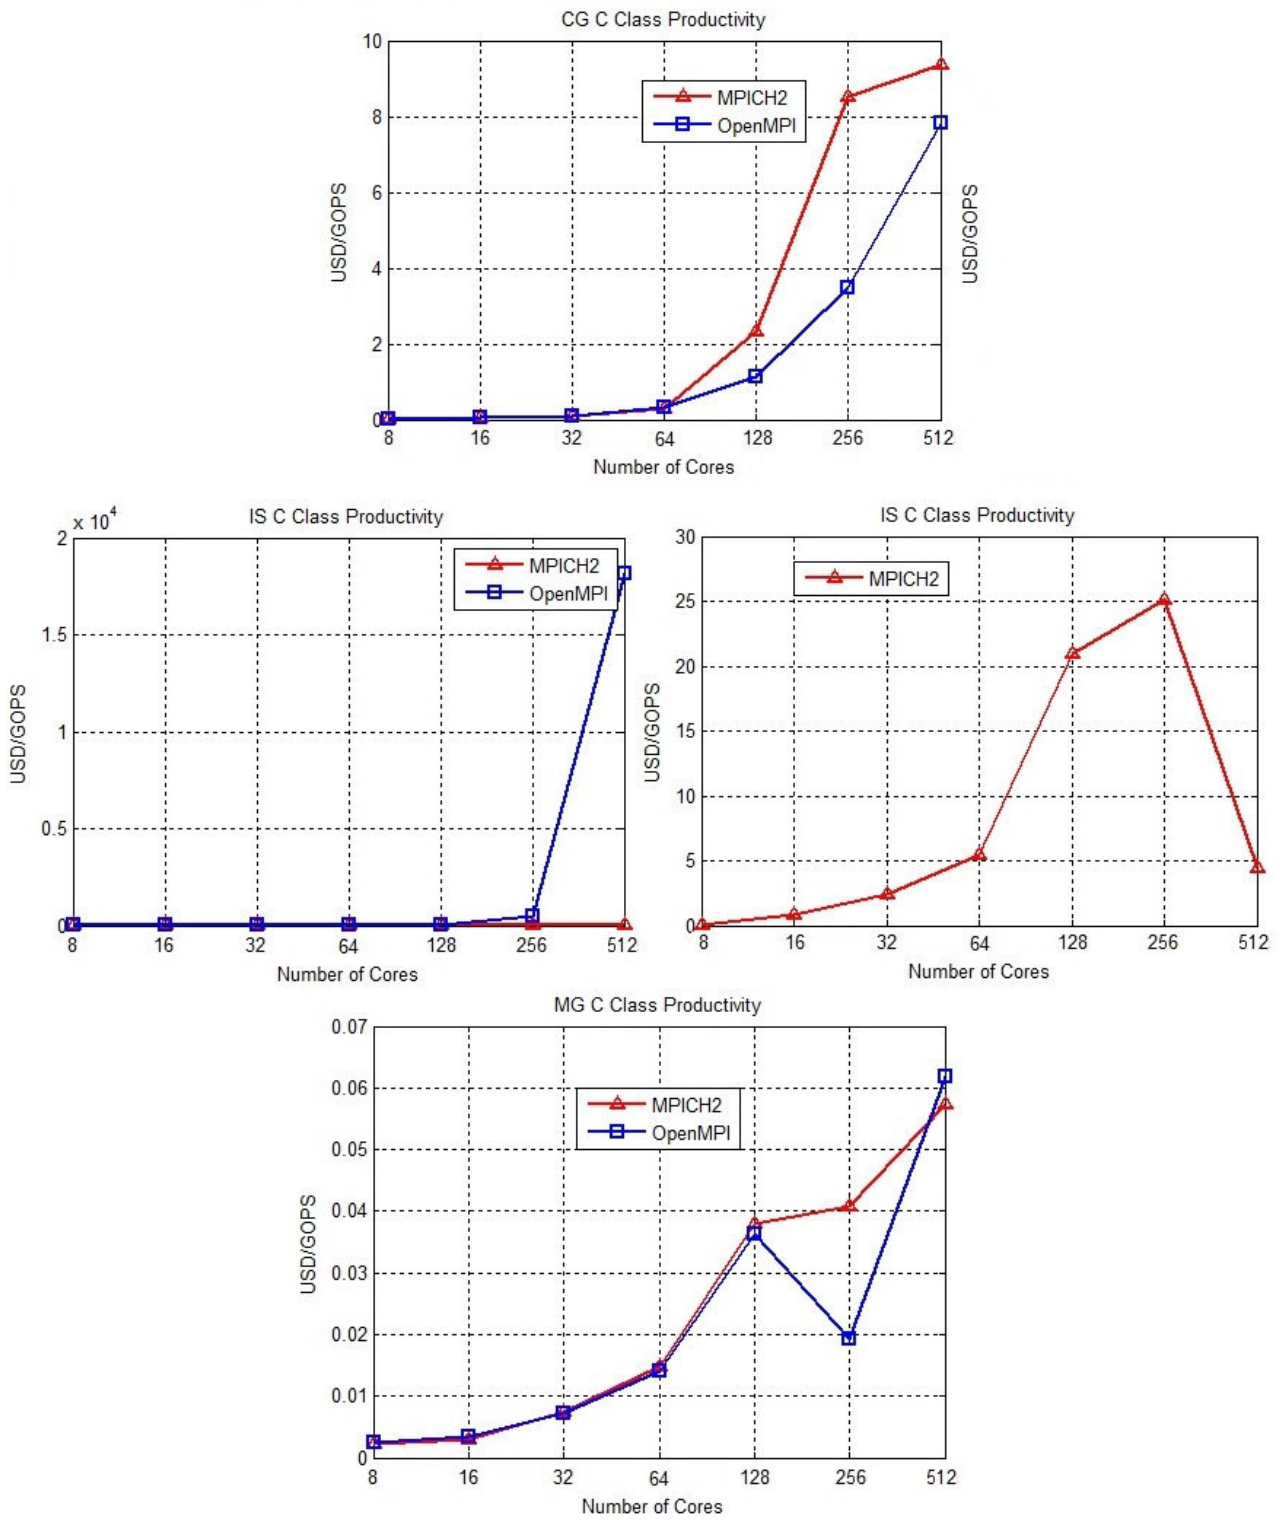 CG C Class Productivity
10
8
6
4
2
0
USD/GOPS
USD/GOPS
MPICH2
OpenMPI
8 16 32 64 128 256 512
Number of Cores
IS C Class Productivity
x 10^4
2
1.5
1
0.5
0
USD/GOPS
MPICH2
OpenMPI
8 16 32 64 128 256 512
Number of Cores
IS C Class Productivity
30
25
20
15
10
5
0
USD/GOPS
MPICH2
8 16 32 64 128 256 512
Number of Cores
MG C Class Productivity
0.07
0.06
0.05
0.04
0.03
0.02
0.01
0
USD/GOPS
MPICH2
OpenMPI
8 16 32 64 128 256 512
Number of Cores